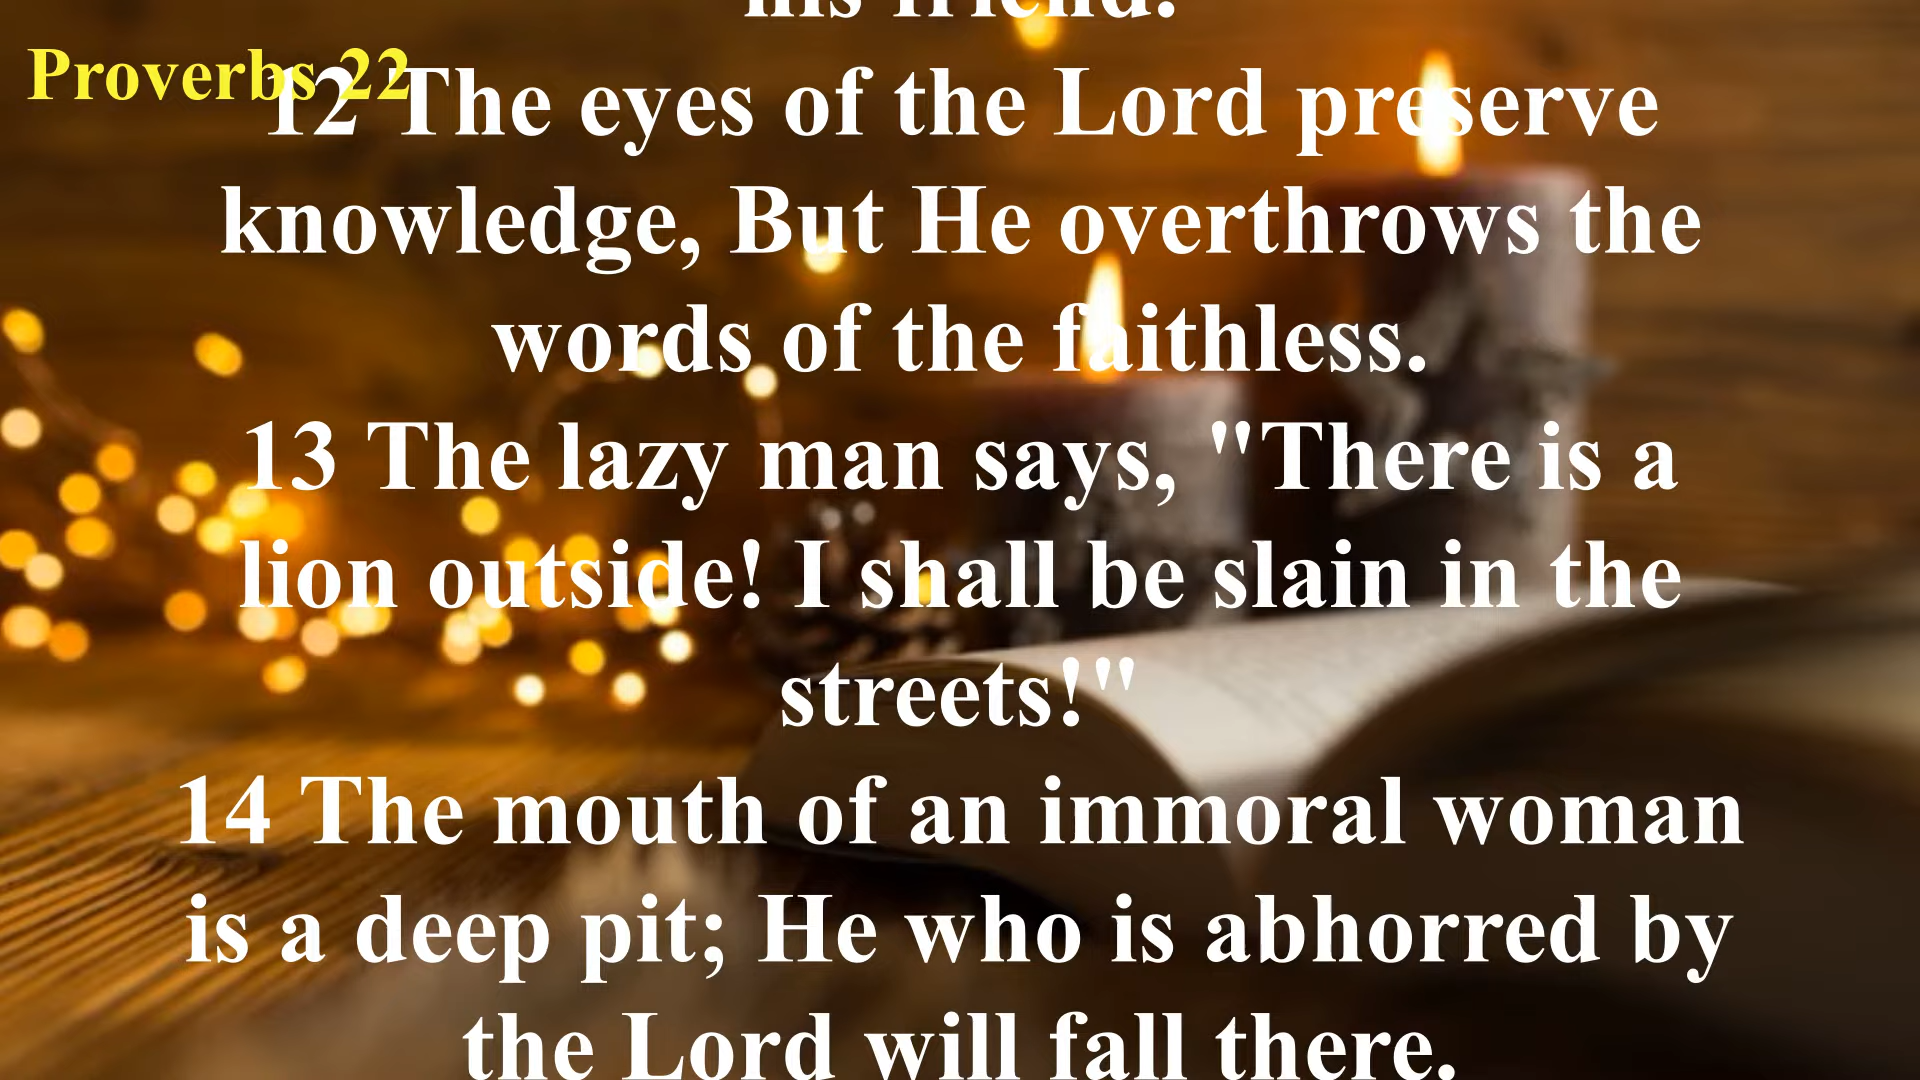 his friend.
Proverbs 22
12 The eyes of the Lord preserve
knowledge, But He overthrows the
words of the faithless.
13 The lazy man says, "There is a
lion outside! I shall be slain in the
streets!"
14 The mouth of an immoral woman
is a deep pit; He who is abhorred by
the Lord will fall there.